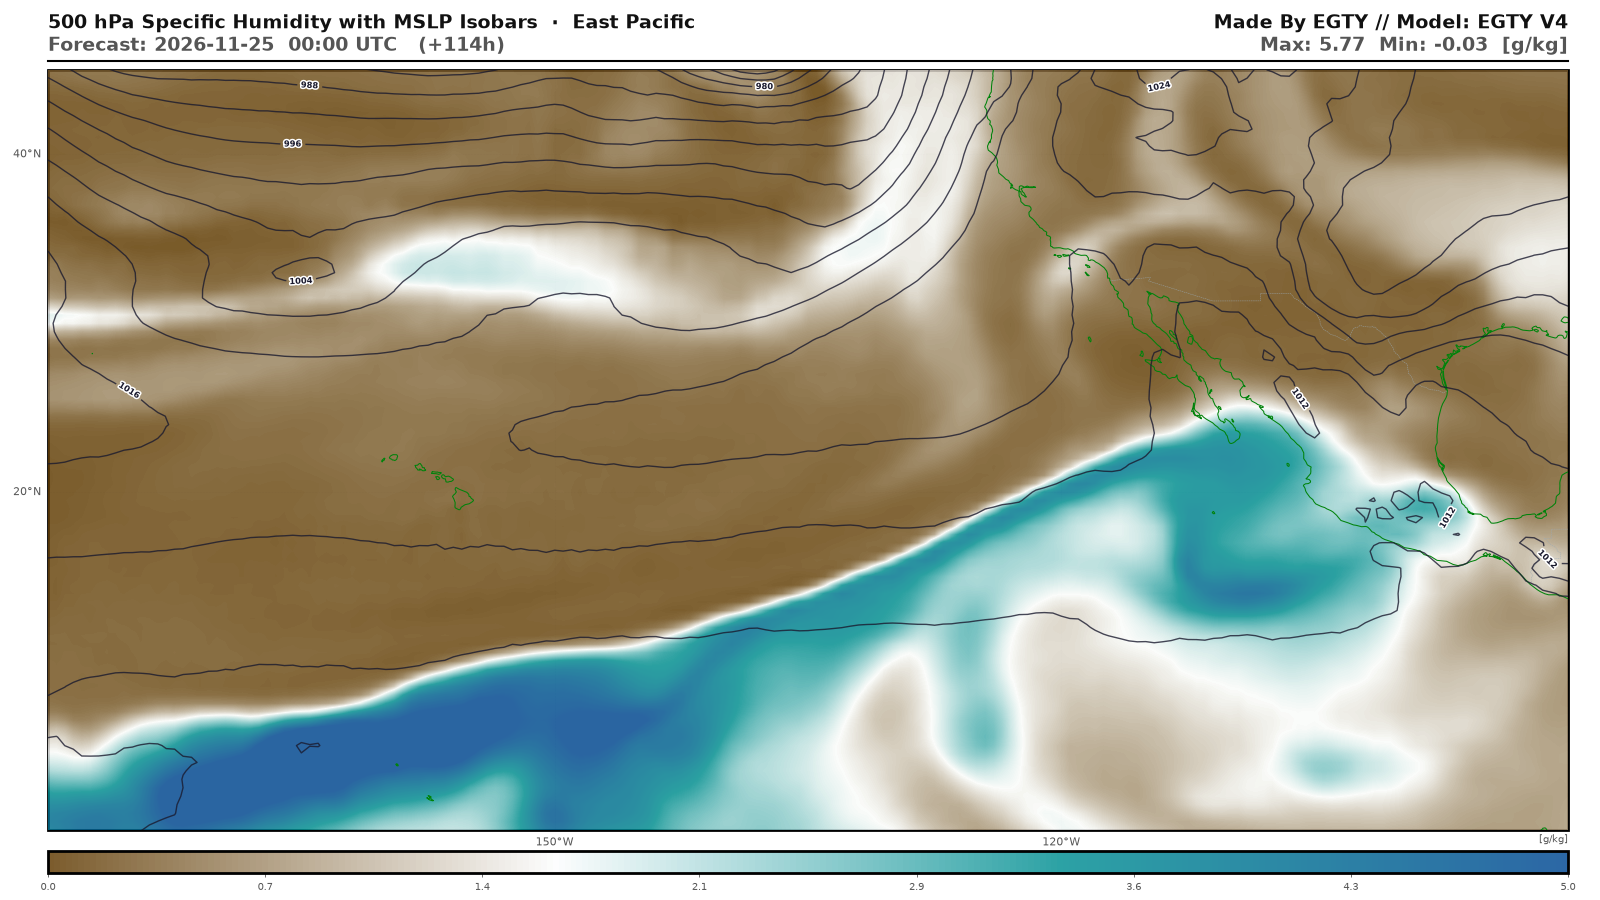 500 hPa Specific Humidity with MSLP Isobars · East Pacific
Made By EGTY // Model: EGTY V4
Forecast: 2026-11-25 00:00 UTC (+114h)
Max: 5.77 Min: -0.03 [g/kg]
988
980
1024
996
40°N
1004
1016
1012
20°N
1012
1012
150°W
120°W
[g/kg]
0.0
0.7
1.4
2.1
2.9
3.6
4.3
5.0